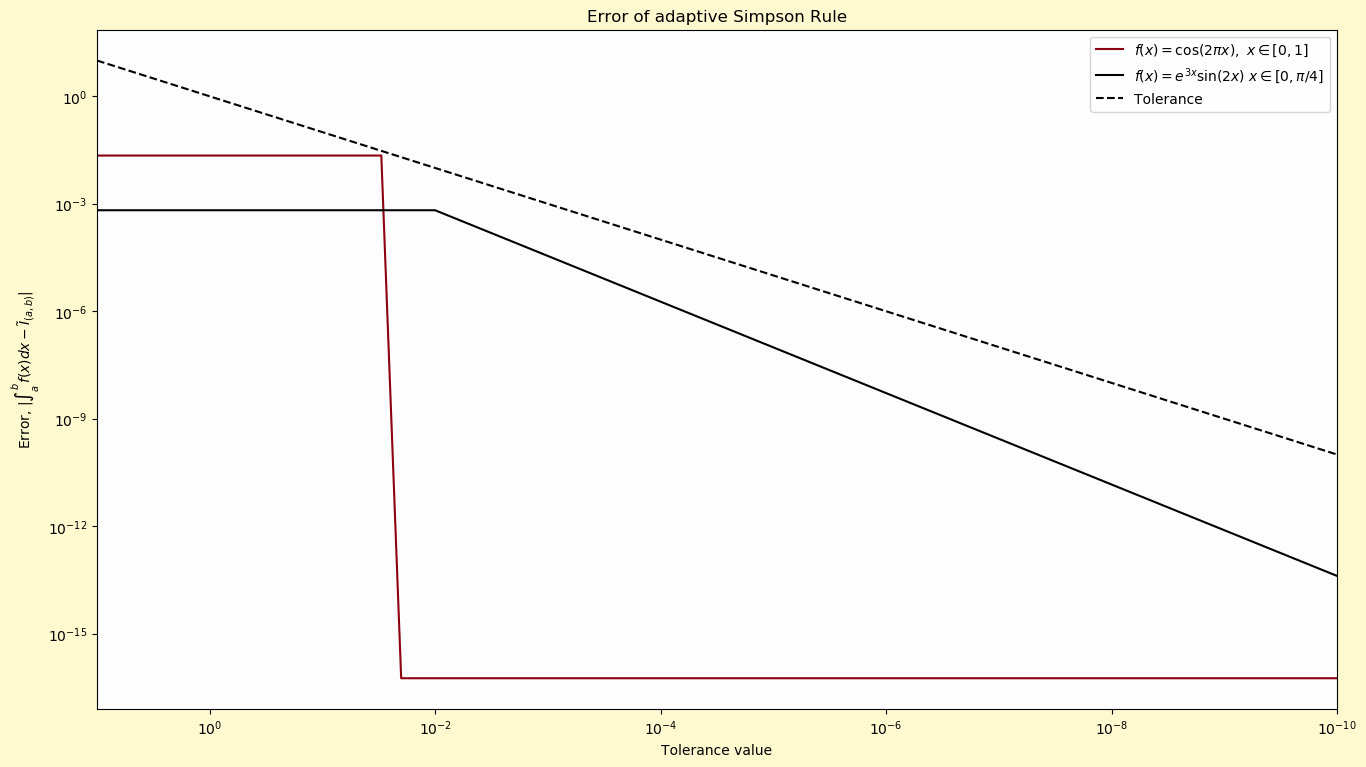 Error of adaptive Simpson Rule
f(x) = cos(2πx), x ∈ [0, 1]
f(x) = e^{3x}sin(2x) x ∈ [0, π/4]
Tolerance
10^0
10^{-3}
10^{-6}
10^{-9}
10^{-12}
10^{-15}
Error, |∫_a^b f(x)dx − Ĩ_{(a, b)}|
10^0
10^{-2}
10^{-4}
10^{-6}
10^{-8}
10^{-10}
Tolerance value